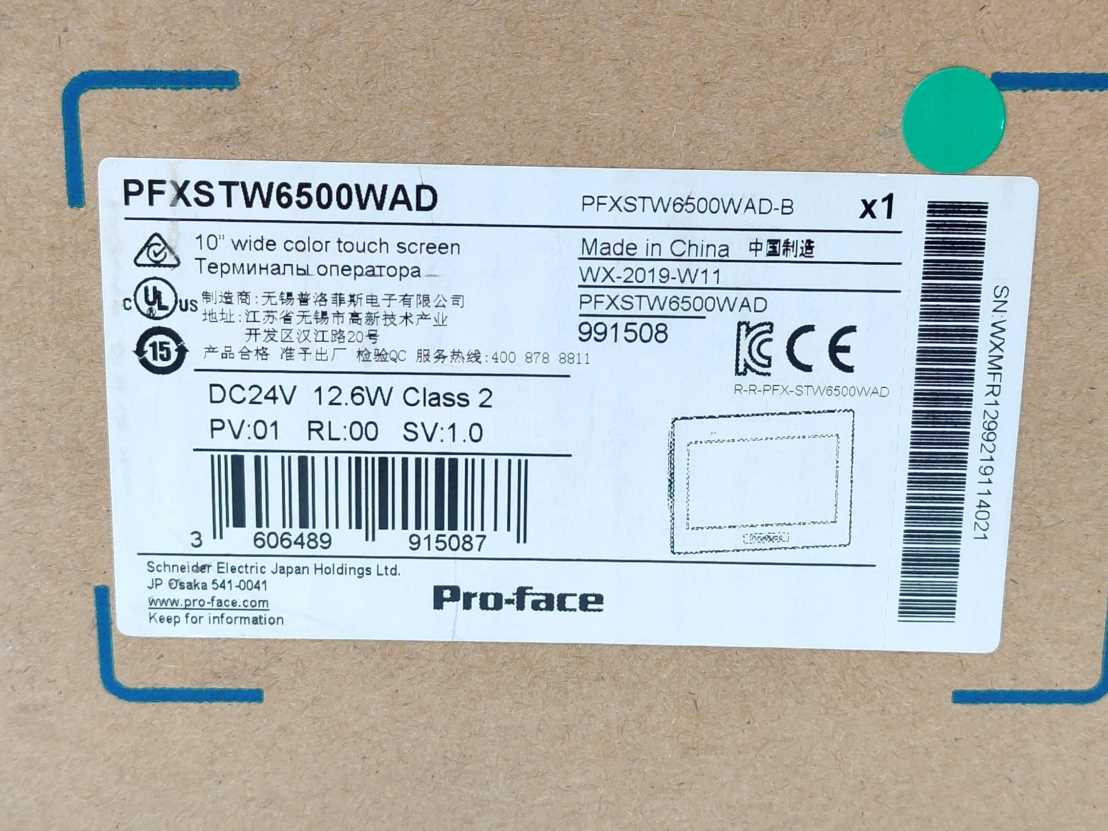 PFXSTW6500WAD
PFXSTW6500WAD-B x1
10" wide color touch screen
Терминалы оператора
Made in China 中国制造
WX-2019-W11
PFXSTW6500WAD
991508
C UL US
制造商:无锡普洛菲斯电子有限公司
地址:江苏省无锡市高新技术产业
开发区汉江路20号
15
产品合格 准予出厂 检验QC 服务热线:400 878 8811
KC CE
R-R-PFX-STW6500WAD
DC24V 12.6W Class 2
PV:01 RL:00 SV:1.0
3 606489 915087
Schneider Electric Japan Holdings Ltd.
JP Osaka 541-0041
www.pro-face.com
Keep for information
Pro-face
SN:WXMFR1299219114021